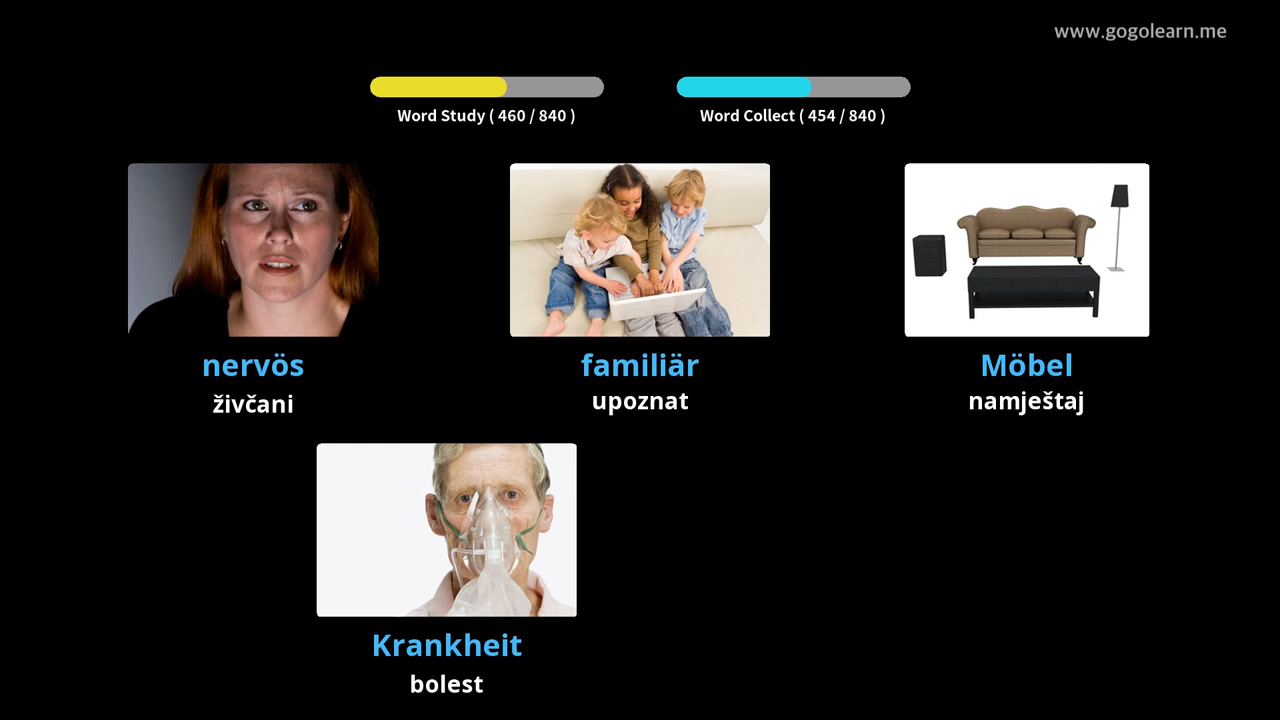 www.gogolearn.me
Word Study ( 460 / 840 )
Word Collect ( 454 / 840 )
nervös
živčani
familiär
upoznat
Möbel
namještaj
Krankheit
bolest